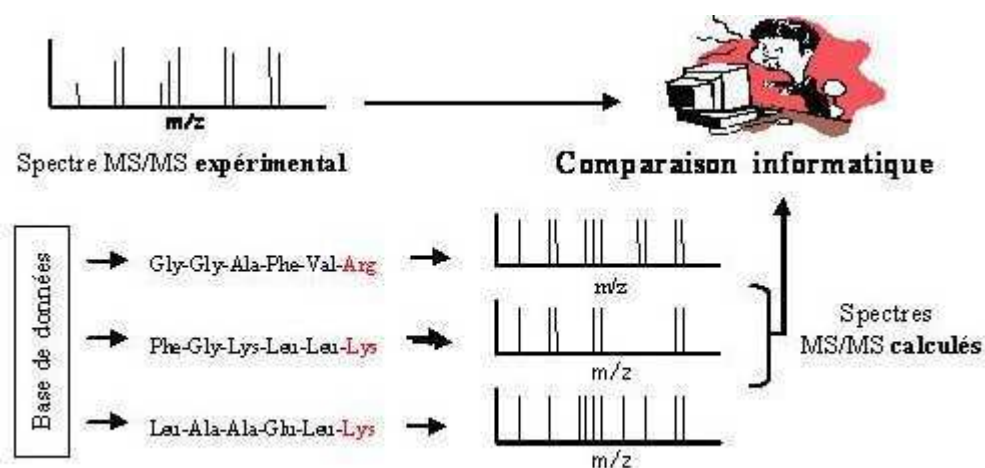 m/z
Spectre MS/MS expérimental
Comparaison informatique
Base de données
Gly-Gly-Ala-Phe-Val-Arg
m/z
Phe-Gly-Lys-Leu-Leu-Lys
m/z
Leu-Ala-Ala-Glu-Leu-Lys
m/z
Spectres
MS/MS calculés